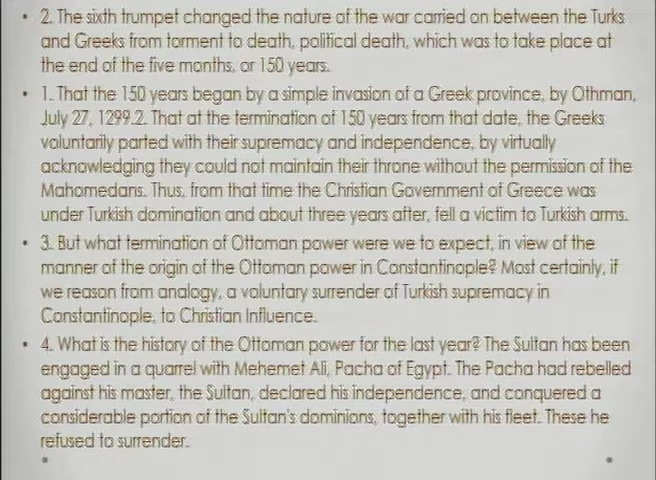 • 2. The sixth trumpet changed the nature of the war carried on between the Turks
and Greeks from torment to death, political death, which was to take place at
the end of the five months, or 150 years.
• 1. That the 150 years began by a simple invasion of a Greek province, by Othman,
July 27, 1299.2. That at the termination of 150 years from that date, the Greeks
voluntarily parted with their supremacy and independence, by virtually
acknowledging they could not maintain their throne without the permission of the
Mahomedans. Thus, from that time the Christian Government of Greece was
under Turkish domination and about three years after, fell a victim to Turkish arms.
• 3. But what termination of Ottoman power were we to expect, in view of the
manner of the origin of the Ottoman power in Constantinople? Most certainly, if
we reason from analogy, a voluntary surrender of Turkish supremacy in
Constantinople, to Christian Influence.
• 4. What is the history of the Ottoman power for the last year? The Sultan has been
engaged in a quarrel with Mehemet Ali, Pacha of Egypt. The Pacha had rebelled
against his master, the Sultan, declared his independence, and conquered a
considerable portion of the Sultan's dominions, together with his fleet. These he
refused to surrender.